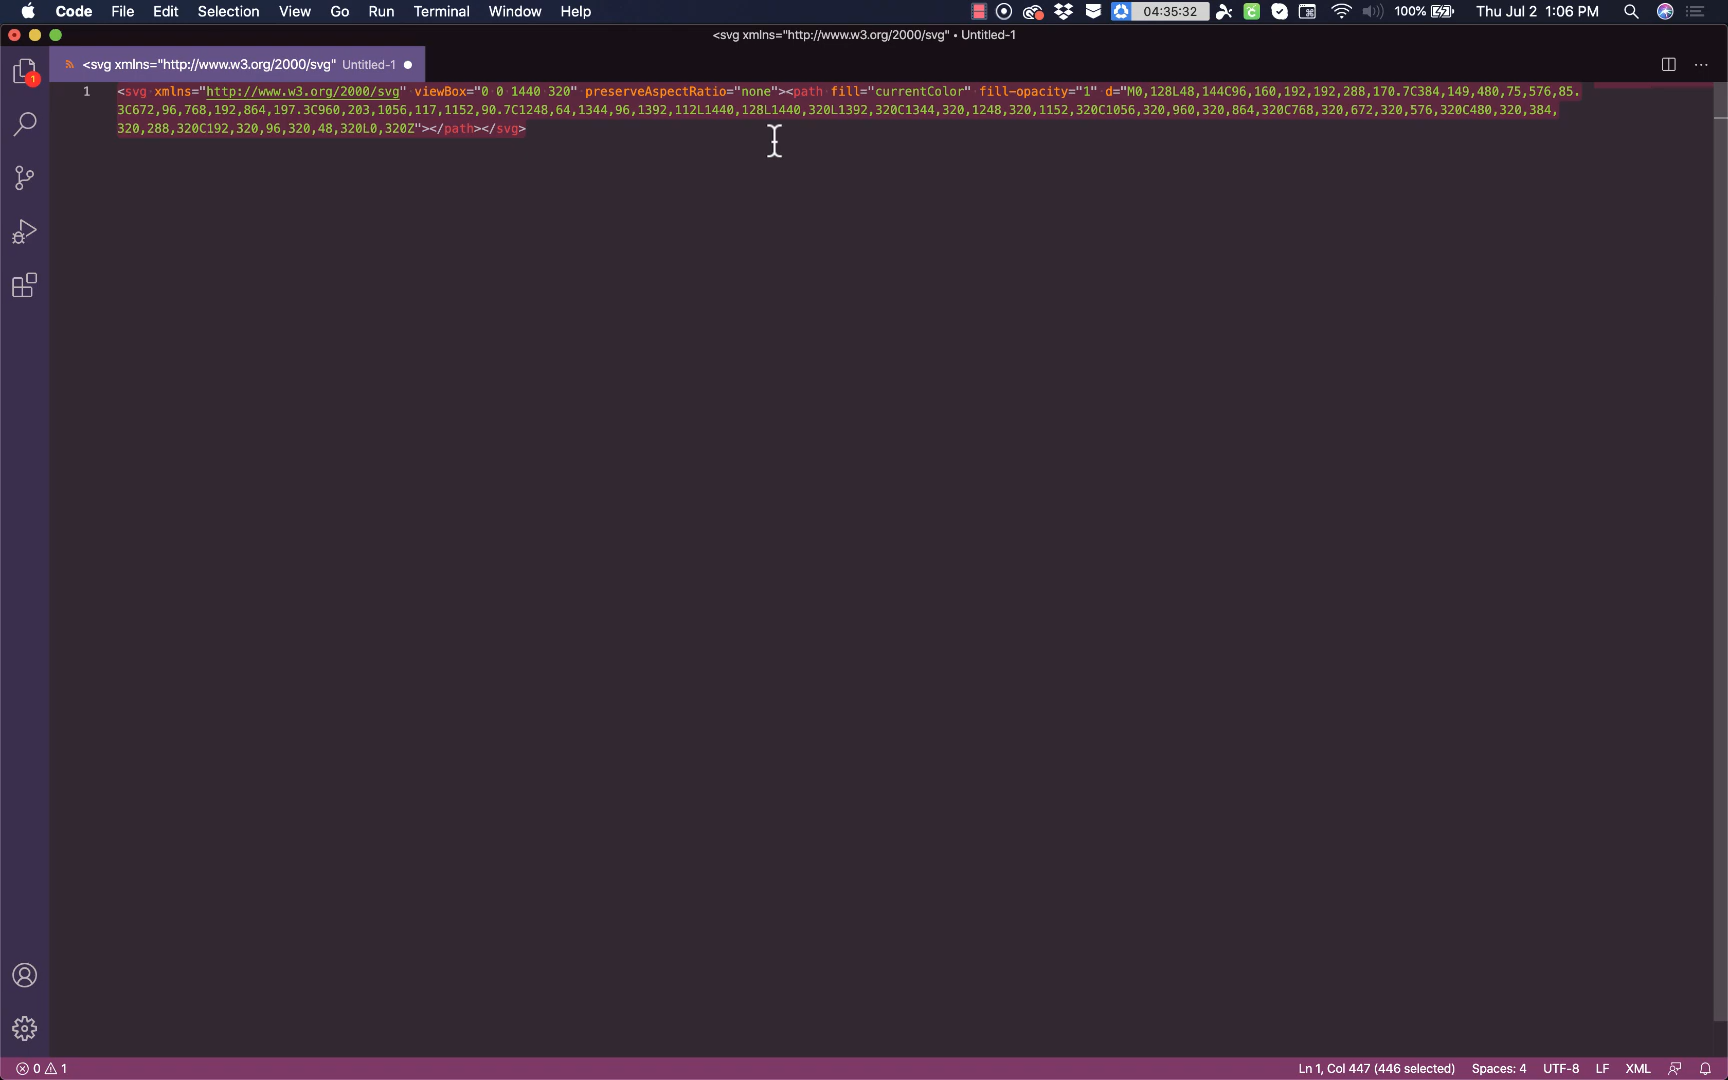 Code File Edit Selection View Go Run Terminal Window Help 04:35:32 100% Thu Jul 2 1:06 PM
<svg xmlns="http://www.w3.org/2000/svg" • Untitled-1
<svg xmlns="http://www.w3.org/2000/svg" Untitled-1
1
1 <svg xmlns="http://www.w3.org/2000/svg" viewBox="0 0 1440 320" preserveAspectRatio="none"><path fill="currentColor" fill-opacity="1" d="M0,128L48,144C96,160,192,192,288,170.7C384,149,480,75,576,85.
3C672,96,768,192,864,197.3C960,203,1056,117,1152,90.7C1248,64,1344,96,1392,112L1440,128L1440,320L1392,320C1344,320,1248,320,1152,320C1056,320,960,320,864,320C768,320,672,320,576,320C480,320,384,
320,288,320C192,320,96,320,48,320L0,320Z"></path></svg>
0 1 Ln 1, Col 447 (446 selected) Spaces: 4 UTF-8 LF XML